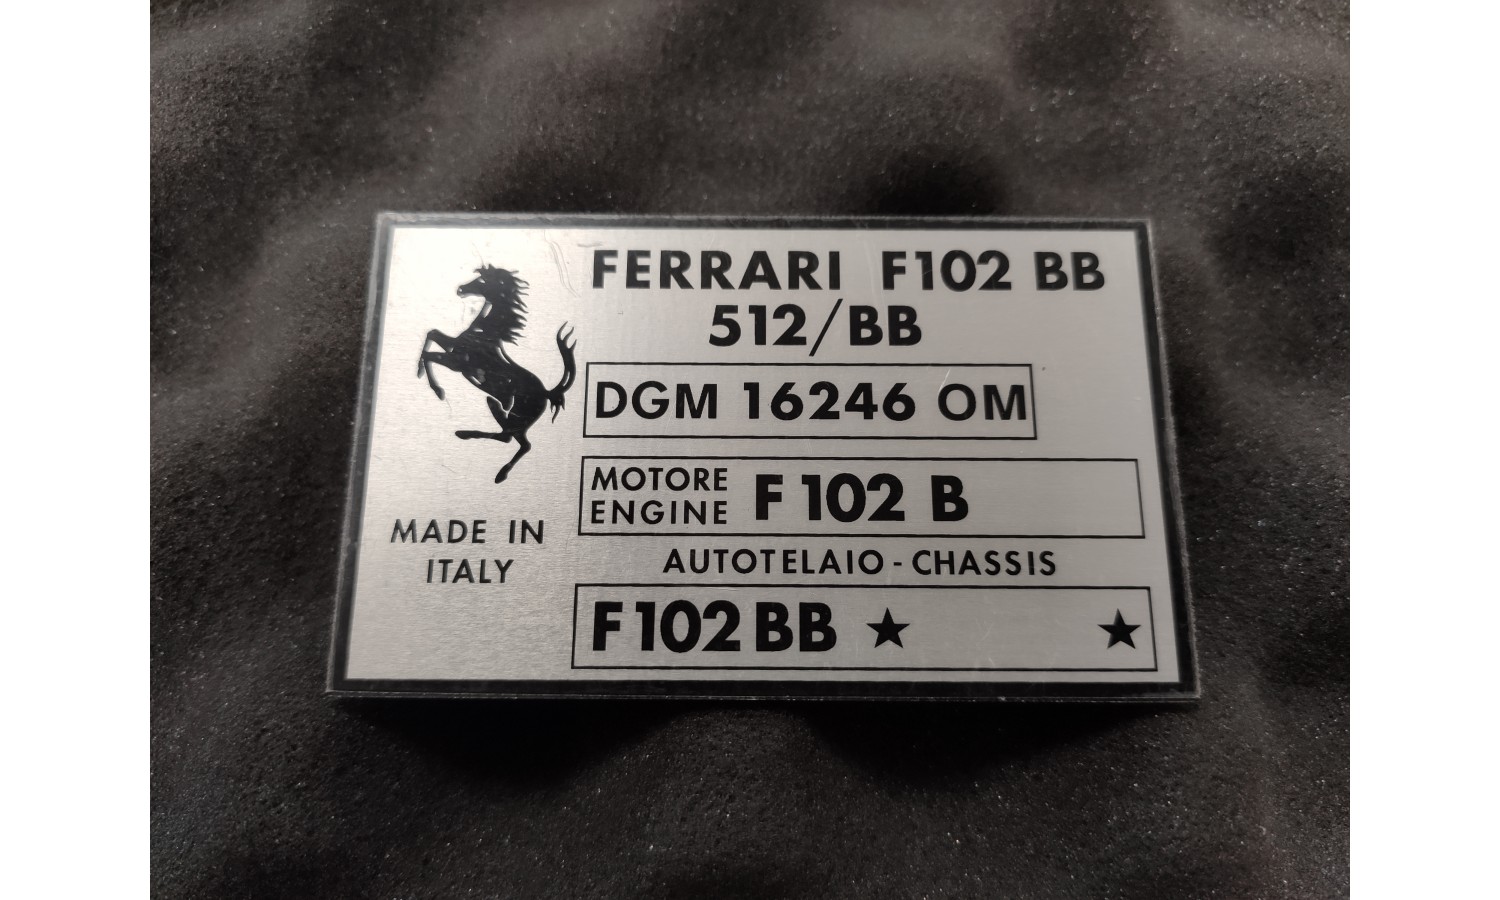 FERRARI F102 BB
512/BB
DGM 16246 OM
MOTORE
ENGINE F 102 B
AUTOTELAIO - CHASSIS
F102BB ★ ★
MADE IN
ITALY